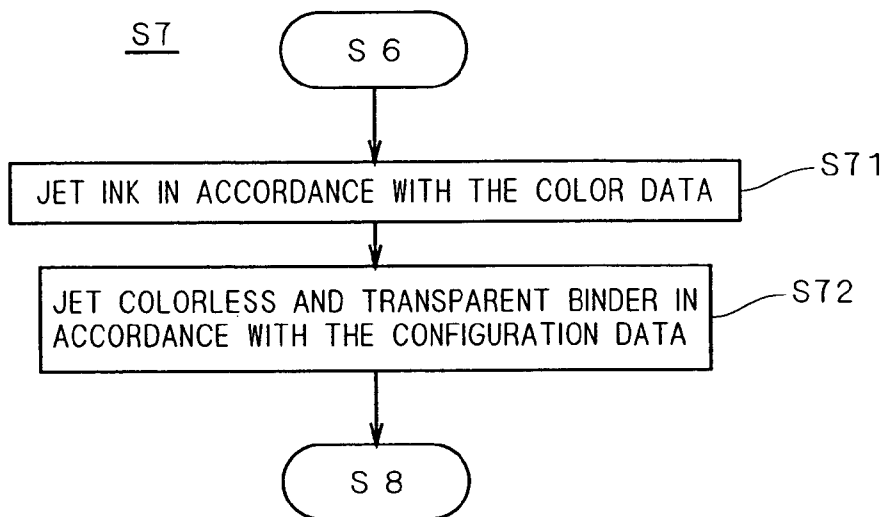 S7
S 6
JET INK IN ACCORDANCE WITH THE COLOR DATA
S71
JET COLORLESS AND TRANSPARENT BINDER IN
ACCORDANCE WITH THE CONFIGURATION DATA
S72
S 8